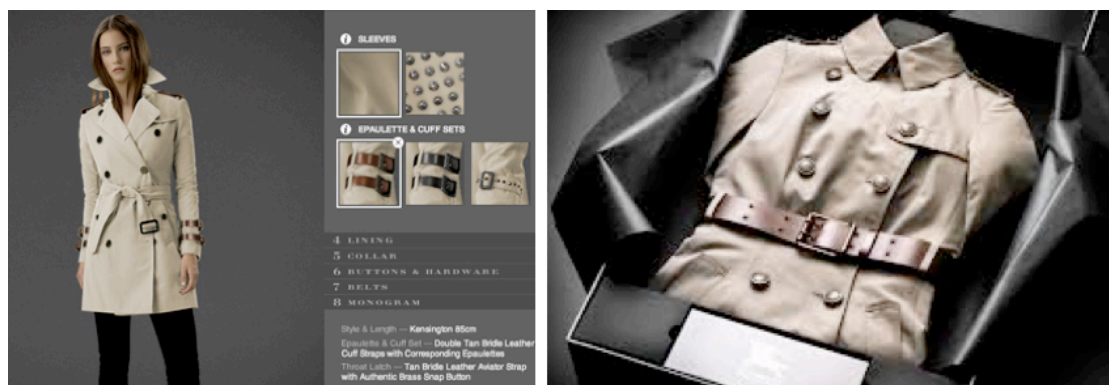 SLEEVES
EPAULETTE & CUFF SETS
4 LINING
5 COLLAR
6 BUTTONS & HARDWARE
7 BELTS
8 MONOGRAM
Style & Length — Kensington 85cm
Epaulette & Cuff Set — Double Tan Bridle Leather
Cuff Straps with Corresponding Epaulettes
Throat Latch — Tan Bridle Leather Aviator Strap
with Authentic Brass Snap Button